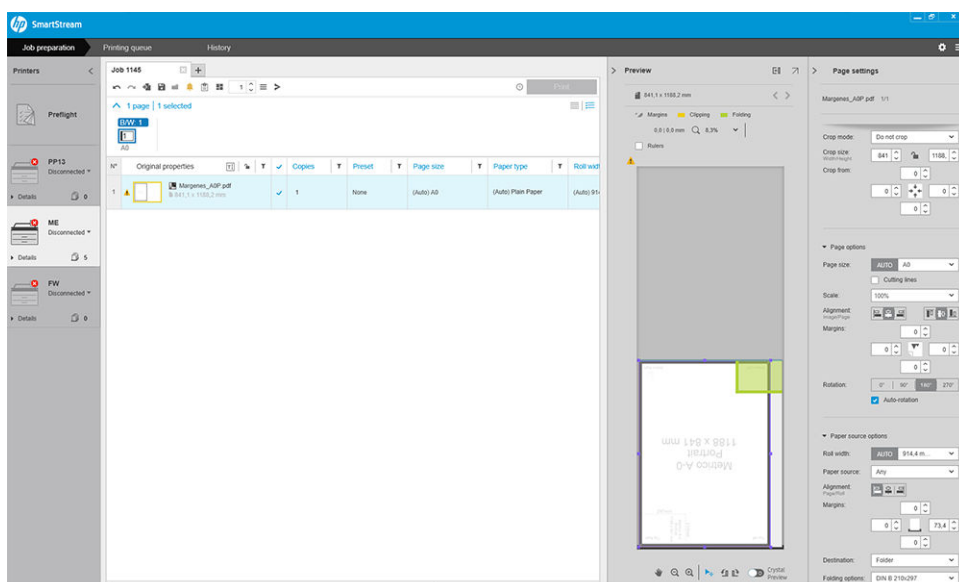 hp SmartStream
Job preparation Printing queue History
Printers
Preflight
PP13
Disconnected
Details 0
ME
Disconnected
Details 5
FW
Disconnected
Details 0
Job 1145
1 Print
1 page 1 selected
B/W: 1
1
A0
Nº Original properties Copies Preset Page size Paper type Roll widt
1 Margenes_A0P.pdf 1 None (Auto) A0 (Auto) Plain Paper (Auto) 91
841,1 x 1188,2 mm
Preview
841,1 x 1188,2 mm
Margins Clipping Folding
0,0 | 0,0 mm 8,3%
Rulers
Metrico A-0
Portrait
1188 x 841 mm
Crystal
Preview
Page settings
Margenes_A0P.pdf 1/1
Crop mode: Do not crop
Crop size: 841 1188,
Width/Height
Crop from: 0
0 0
0
Page options
Page size: AUTO A0
Cutting lines
Scale: 100%
Alignment:
Image/Page
Margins: 0
0 0
0
Rotation: 0° 90° 180° 270°
Auto-rotation
Paper source options
Roll width: AUTO 914,4 m...
Paper source: Any
Alignment:
Page/Roll
Margins: 0
0 73,4
0
Destination: Folder
Folding options: DIN B 210x297